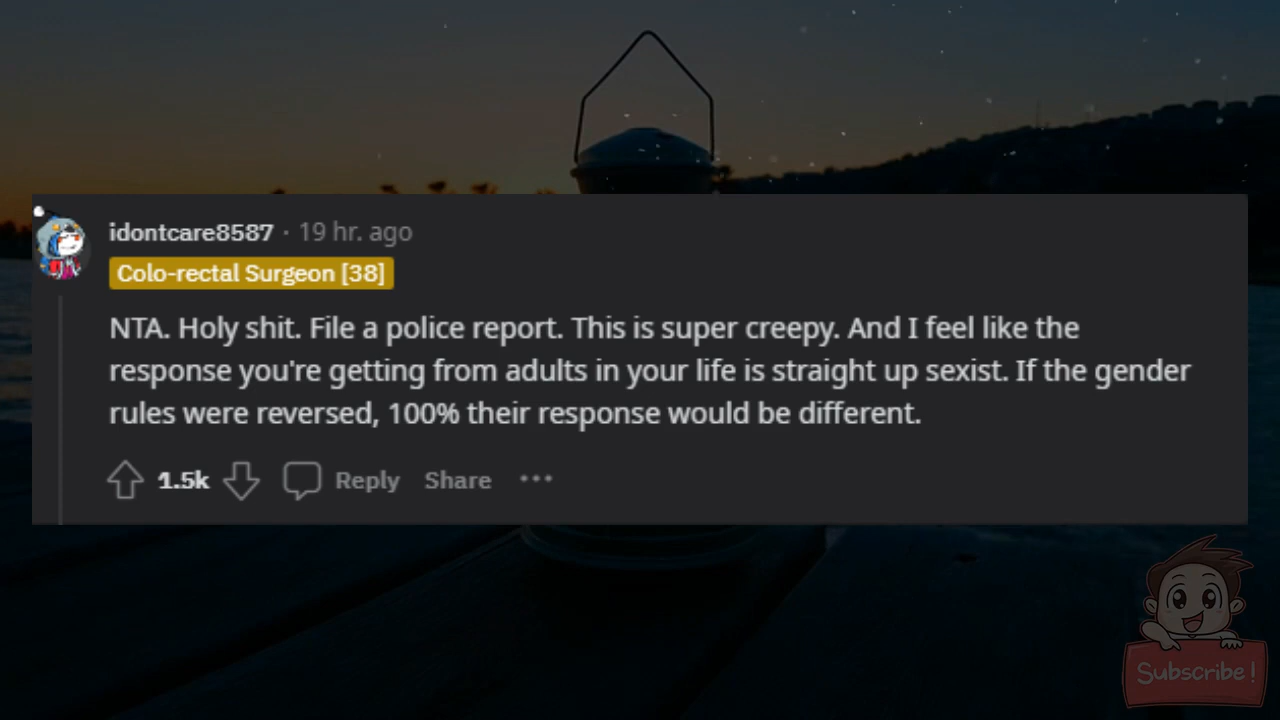 idontcare8587 · 19 hr. ago
Colo-rectal Surgeon [38]
NTA. Holy shit. File a police report. This is super creepy. And I feel like the
response you're getting from adults in your life is straight up sexist. If the gender
rules were reversed, 100% their response would be different.
1.5k Reply Share ...
Subscribe!